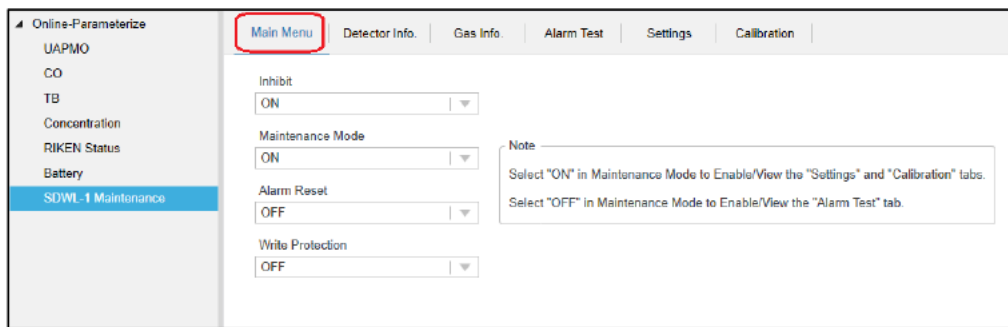 Online-Parameterize
UAPMO
CO
TB
Concentration
RIKEN Status
Battery
SDWL-1 Maintenance
Main Menu
Detector Info.
Gas Info.
Alarm Test
Settings
Calibration
Inhibit
ON
Maintenance Mode
ON
Alarm Reset
OFF
Write Protection
OFF
Note
Select "ON" in Maintenance Mode to Enable/View the "Settings" and "Calibration" tabs.
Select "OFF" in Maintenance Mode to Enable/View the "Alarm Test" tab.